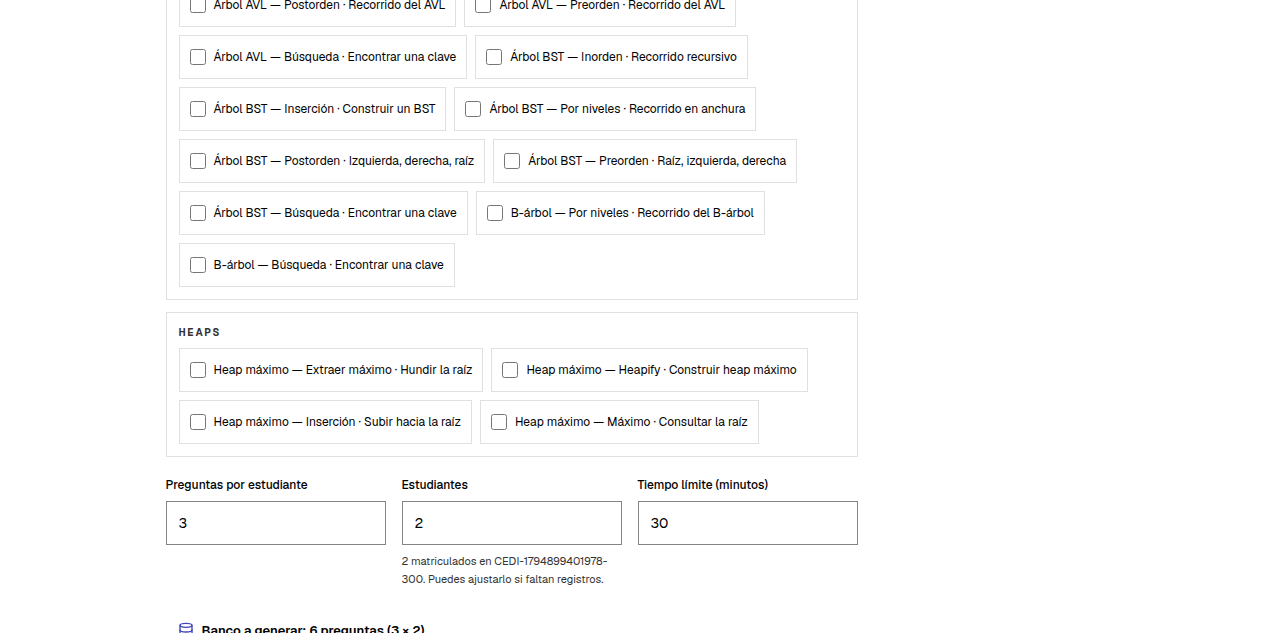 Árbol AVL — Postorden · Recorrido del AVL
Árbol AVL — Preorden · Recorrido del AVL
Árbol AVL — Búsqueda · Encontrar una clave
Árbol BST — Inorden · Recorrido recursivo
Árbol BST — Inserción · Construir un BST
Árbol BST — Por niveles · Recorrido en anchura
Árbol BST — Postorden · Izquierda, derecha, raíz
Árbol BST — Preorden · Raíz, izquierda, derecha
Árbol BST — Búsqueda · Encontrar una clave
B-árbol — Por niveles · Recorrido del B-árbol
B-árbol — Búsqueda · Encontrar una clave
HEAPS
Heap máximo — Extraer máximo · Hundir la raíz
Heap máximo — Heapify · Construir heap máximo
Heap máximo — Inserción · Subir hacia la raíz
Heap máximo — Máximo · Consultar la raíz
Preguntas por estudiante
3
Estudiantes
2
2 matriculados en CEDI-1794899401978-
300. Puedes ajustarlo si faltan registros.
Tiempo límite (minutos)
30
Banco a generar: 6 preguntas (3 × 2)